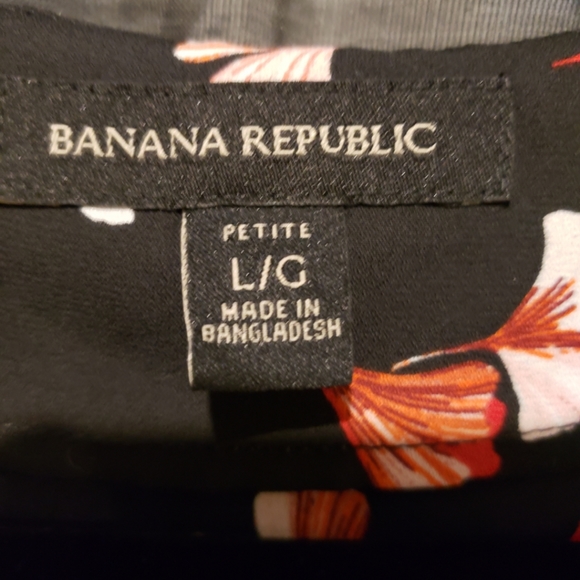 BANANA REPUBLIC
PETITE
L/G
MADE IN
BANGLADESH